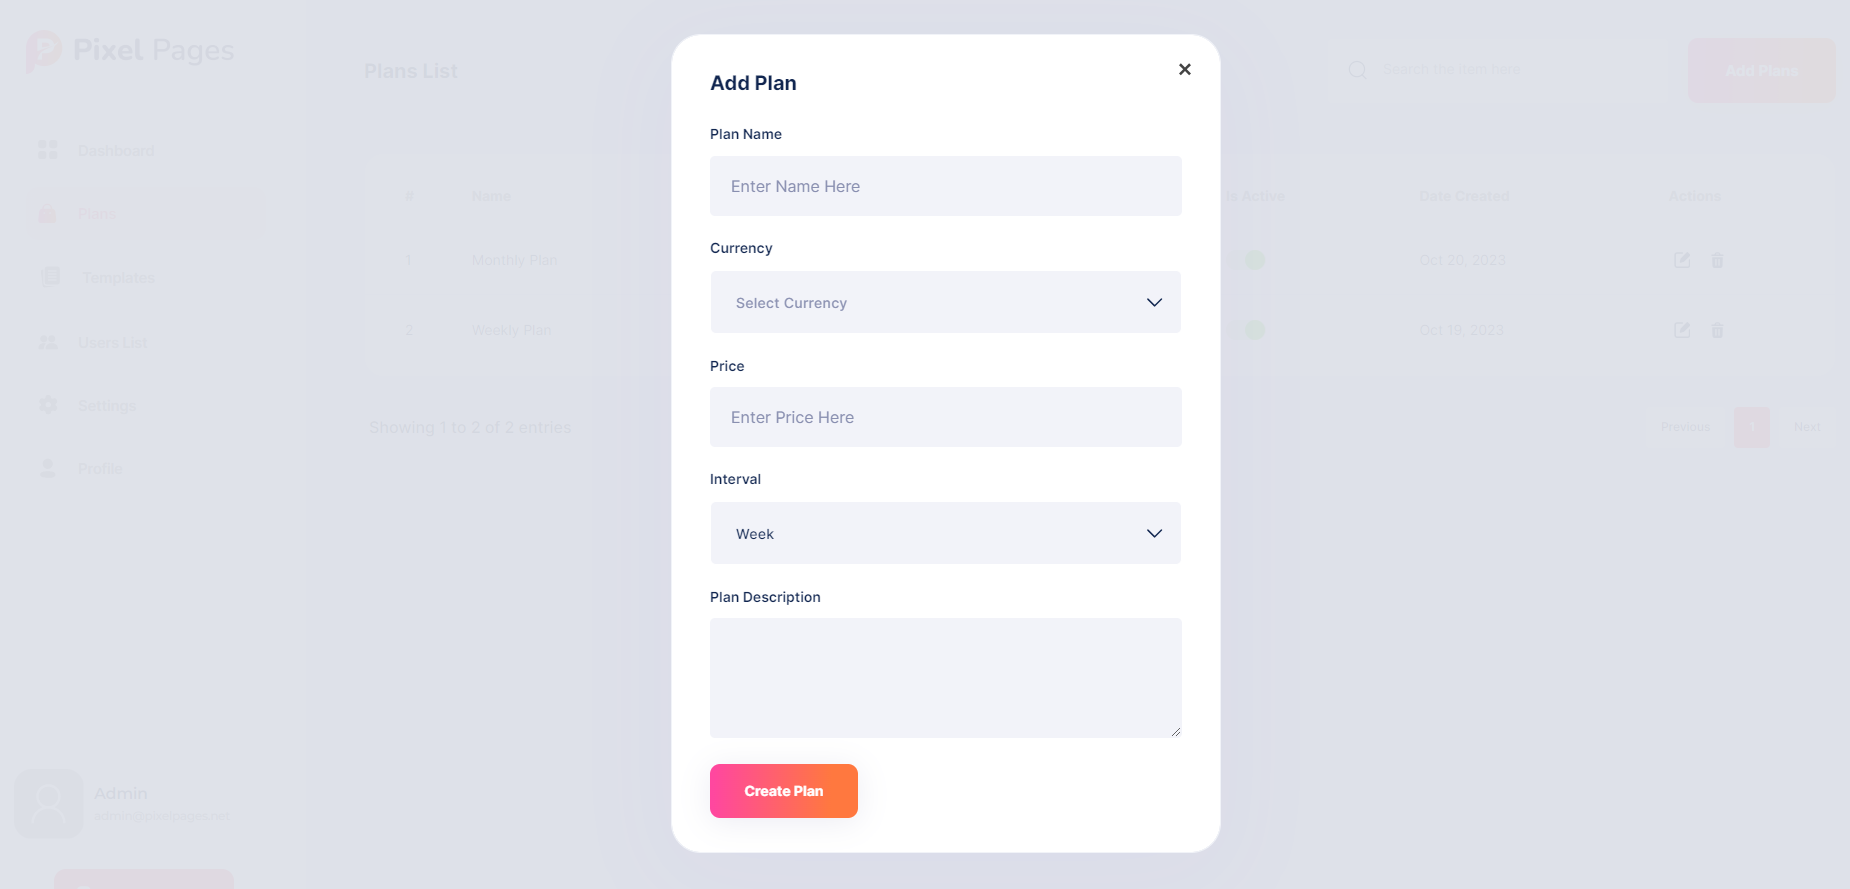 Pixel Pages
Dashboard
Plans
Templates
Users List
Settings
Profile
Admin
admin@pixelpages.net
Plans List
Search the item here
Add Plans
# Name Is Active Date Created Actions
1 Monthly Plan Oct 20, 2023
2 Weekly Plan Oct 19, 2023
Showing 1 to 2 of 2 entries
Previous 1 Next
Add Plan
Plan Name
Enter Name Here
Currency
Select Currency
Price
Enter Price Here
Interval
Week
Plan Description
Create Plan